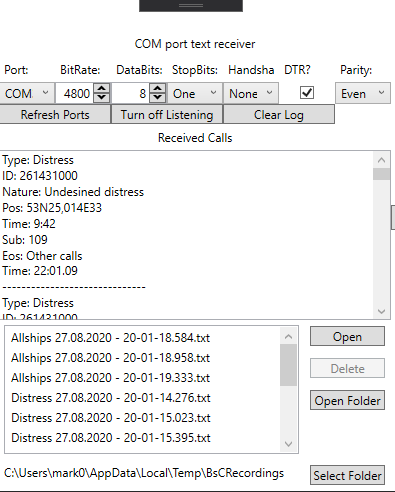 COM port text receiver
Port: BitRate: DataBits: StopBits: Handsha DTR? Parity:
COM 4800 8 One None Even
Refresh Ports Turn off Listening Clear Log
Received Calls
Type: Distress
ID: 261431000
Nature: Undesined distress
Pos: 53N25,014E33
Time: 9:42
Sub: 109
Eos: Other calls
Time: 22:01.09
------------------------------
Type: Distress
ID: 261431000
Allships 27.08.2020 - 20-01-18.584.txt
Allships 27.08.2020 - 20-01-18.958.txt
Allships 27.08.2020 - 20-01-19.333.txt
Distress 27.08.2020 - 20-01-14.276.txt
Distress 27.08.2020 - 20-01-15.023.txt
Distress 27.08.2020 - 20-01-15.395.txt
Open
Delete
Open Folder
C:\Users\mark0\AppData\Local\Temp\BsCRecordings
Select Folder